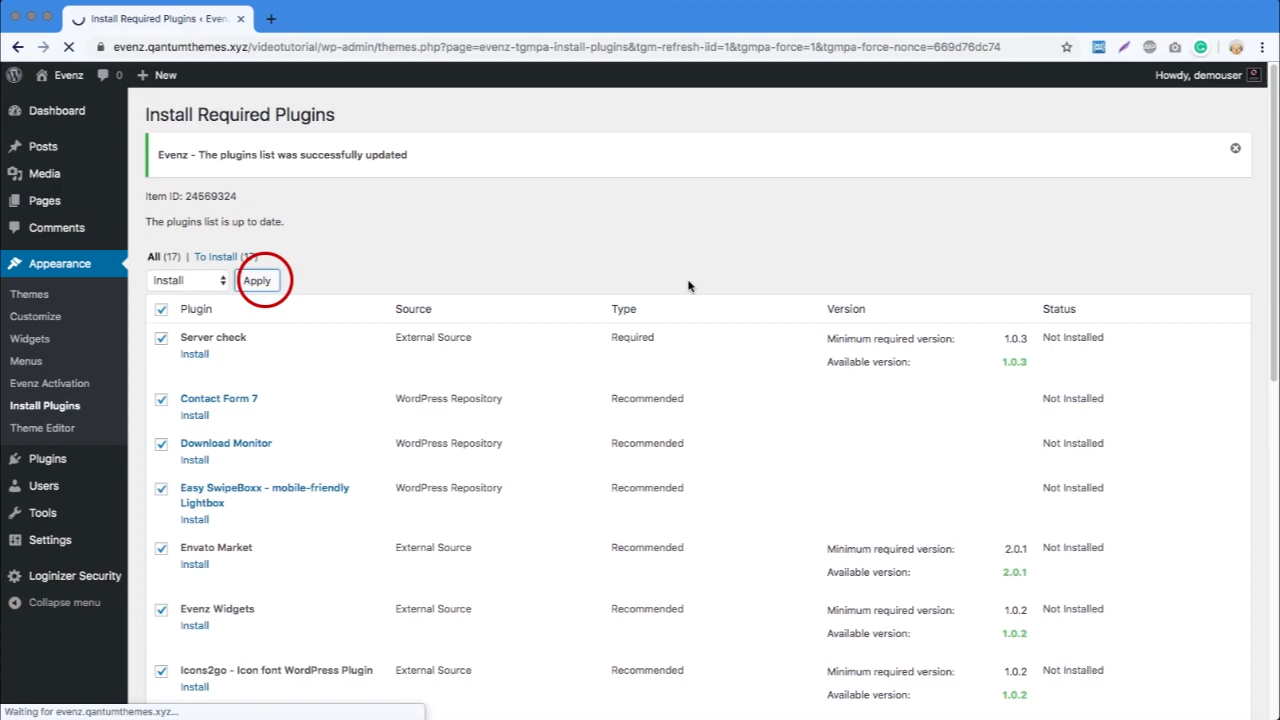 Install Required Plugins ‹ Evenz
evenz.qantumthemes.xyz/videotutorial/wp-admin/themes.php?page=evenz-tgmpa-install-plugins&tgm-refresh-iid=1&tgmpa-force=1&tgmpa-force-nonce=669d76dc74
Evenz 0 New Howdy, demouser
Dashboard
Posts
Media
Pages
Comments
Appearance
Themes
Customize
Widgets
Menus
Evenz Activation
Install Plugins
Theme Editor
Plugins
Users
Tools
Settings
Loginizer Security
Collapse menu
Install Required Plugins
Evenz - The plugins list was successfully updated
Item ID: 24569324
The plugins list is up to date.
All (17) | To Install (17)
Install Apply
Plugin Source Type Version Status
Server check External Source Required Minimum required version: 1.0.3 Not Installed
Install Available version: 1.0.3
Contact Form 7 WordPress Repository Recommended Not Installed
Install
Download Monitor WordPress Repository Recommended Not Installed
Install
Easy SwipeBoxx - mobile-friendly WordPress Repository Recommended Not Installed
Lightbox
Install
Envato Market External Source Recommended Minimum required version: 2.0.1 Not Installed
Install Available version: 2.0.1
Evenz Widgets External Source Recommended Minimum required version: 1.0.2 Not Installed
Install Available version: 1.0.2
Icons2go - Icon font WordPress Plugin External Source Recommended Minimum required version: 1.0.2 Not Installed
Install Available version: 1.0.2
Waiting for evenz.qantumthemes.xyz...